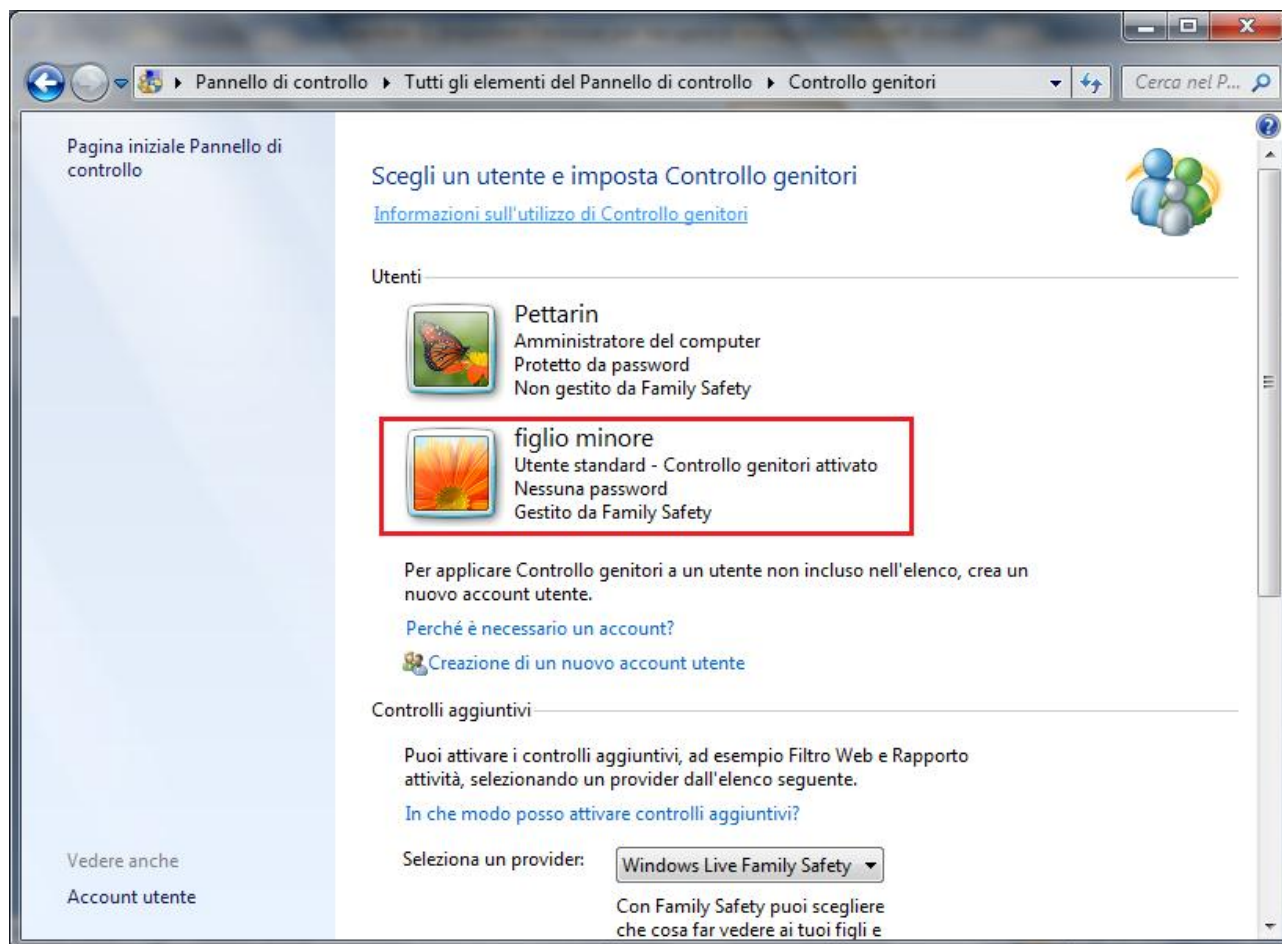 Pannello di controllo ▸ Tutti gli elementi del Pannello di controllo ▸ Controllo genitori
Cerca nel P...
Pagina iniziale Pannello di
controllo
Scegli un utente e imposta Controllo genitori
Informazioni sull'utilizzo di Controllo genitori
Utenti
Pettarin
Amministratore del computer
Protetto da password
Non gestito da Family Safety
figlio minore
Utente standard - Controllo genitori attivato
Nessuna password
Gestito da Family Safety
Per applicare Controllo genitori a un utente non incluso nell'elenco, crea un
nuovo account utente.
Perché è necessario un account?
Creazione di un nuovo account utente
Controlli aggiuntivi
Puoi attivare i controlli aggiuntivi, ad esempio Filtro Web e Rapporto
attività, selezionando un provider dall'elenco seguente.
In che modo posso attivare controlli aggiuntivi?
Seleziona un provider:
Windows Live Family Safety
Con Family Safety puoi scegliere
che cosa far vedere ai tuoi figli e
Vedere anche
Account utente